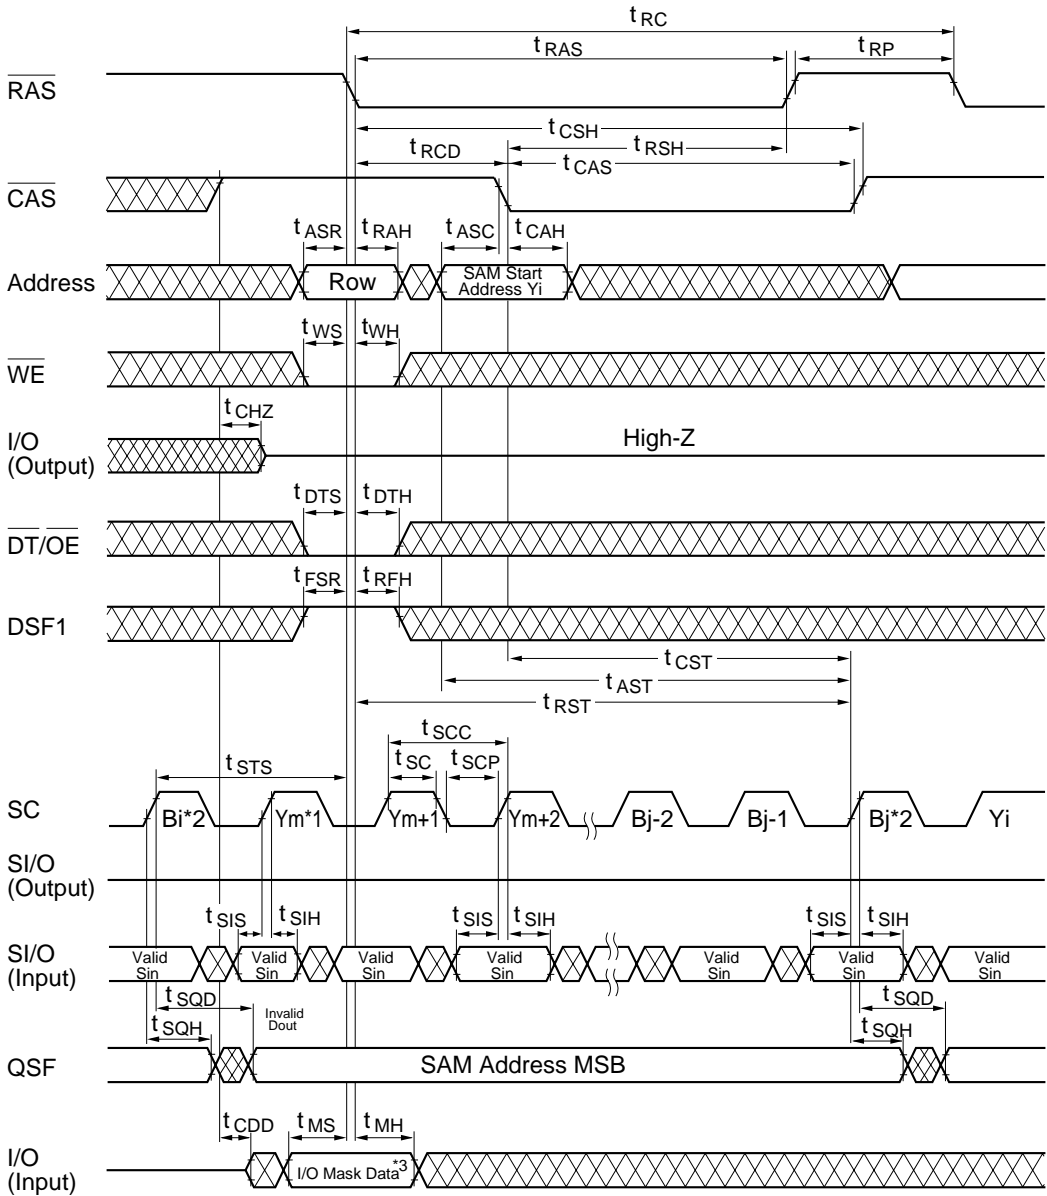 tRC
tRAS
tRP
RAS
tCSH
tRCD
tRSH
tCAS
CAS
tASR
tRAH
tASC
tCAH
Address
Row
SAM Start
Address Yi
tWS
tWH
WE
tCHZ
I/O
(Output)
High-Z
tDTS
tDTH
DT/OE
tFSR
tRFH
DSF1
tCST
tAST
tRST
tSCC
tSTS
tSC
tSCP
SC
Bi*2
Ym*1
Ym+1
Ym+2
Bj-2
Bj-1
Bj*2
Yi
SI/O
(Output)
tSIS
tSIH
tSIS
tSIH
tSIS
tSIH
SI/O
(Input)
Valid
Sin
Valid
Sin
Valid
Sin
Valid
Sin
Valid
Sin
Valid
Sin
Valid
Sin
tSQD
Invalid
Dout
tSQD
tSQH
tSQH
QSF
SAM Address MSB
tCDD
tMS
tMH
I/O
(Input)
I/O Mask Data*3